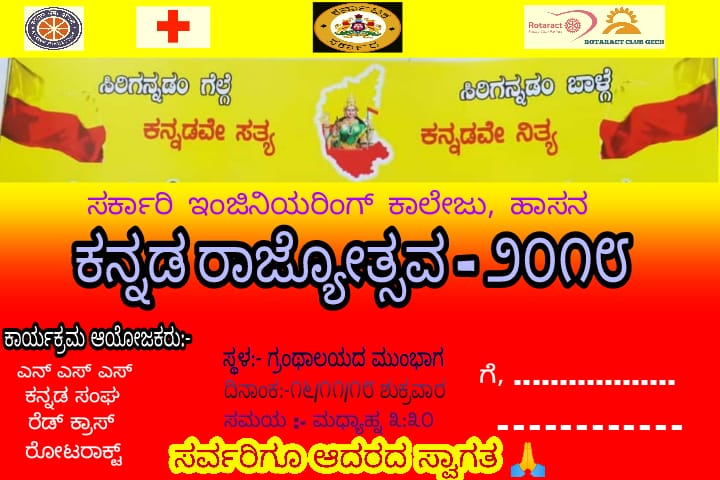 Rotaract
ROTARACT CLUB GECH
ಸಿರಿಗನ್ನಡಂ ಗೆಲ್ಗೆ
ಸಿರಿಗನ್ನಡಂ ಬಾಳ್ಗೆ
ಕನ್ನಡವೇ ಸತ್ಯ
ಕನ್ನಡವೇ ನಿತ್ಯ
ಸರ್ಕಾರಿ ಇಂಜಿನಿಯರಿಂಗ್ ಕಾಲೇಜು, ಹಾಸನ
ಕನ್ನಡ ರಾಜ್ಯೋತ್ಸವ - ೨೦೧೮
ಕಾರ್ಯಕ್ರಮ ಆಯೋಜಕರು:-
ಎನ್ ಎಸ್ ಎಸ್
ಕನ್ನಡ ಸಂಘ
ರೆಡ್ ಕ್ರಾಸ್
ರೋಟರಾಕ್ಟ್
ಸ್ಥಳ:- ಗ್ರಂಥಾಲಯದ ಮುಂಭಾಗ
ದಿನಾಂಕ:-೧೬/೧೧/೧೮ ಶುಕ್ರವಾರ
ಸಮಯ :- ಮಧ್ಯಾಹ್ನ ೩:೩೦
ಗೆ, ..................
- - - - - - - - - - - -
ಸರ್ವರಿಗೂ ಆದರದ ಸ್ವಾಗತ 🙏